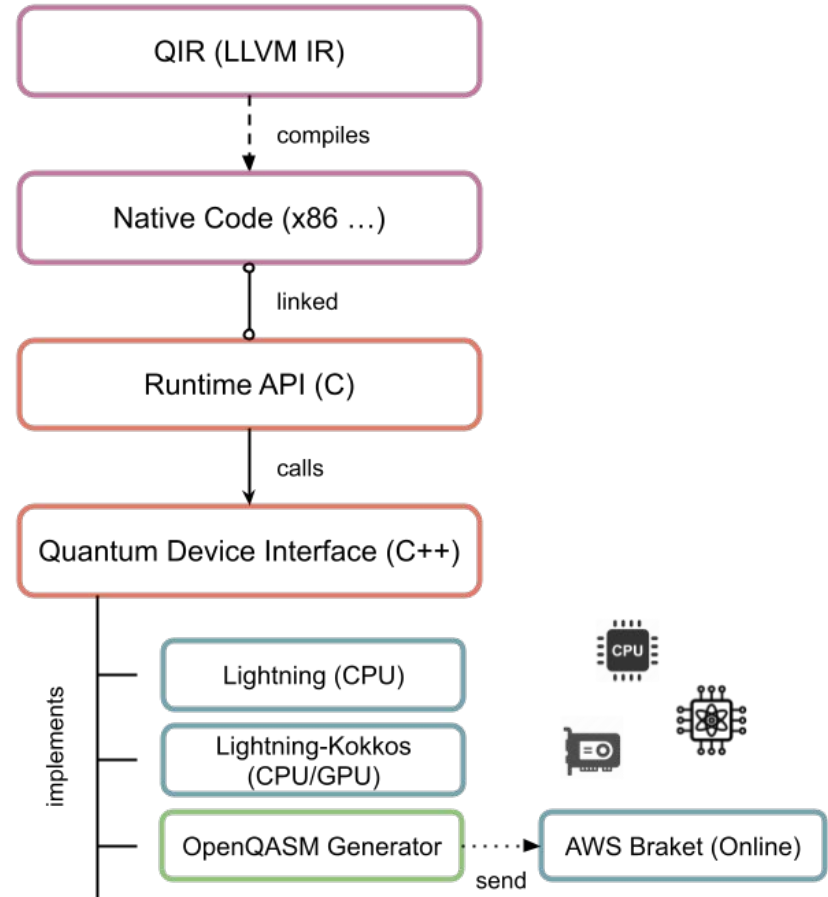 QIR (LLVM IR)
compiles
Native Code (x86 …)
linked
Runtime API (C)
calls
Quantum Device Interface (C++)
implements
Lightning (CPU)
CPU
Lightning-Kokkos
(CPU/GPU)
OpenQASM Generator
send
AWS Braket (Online)